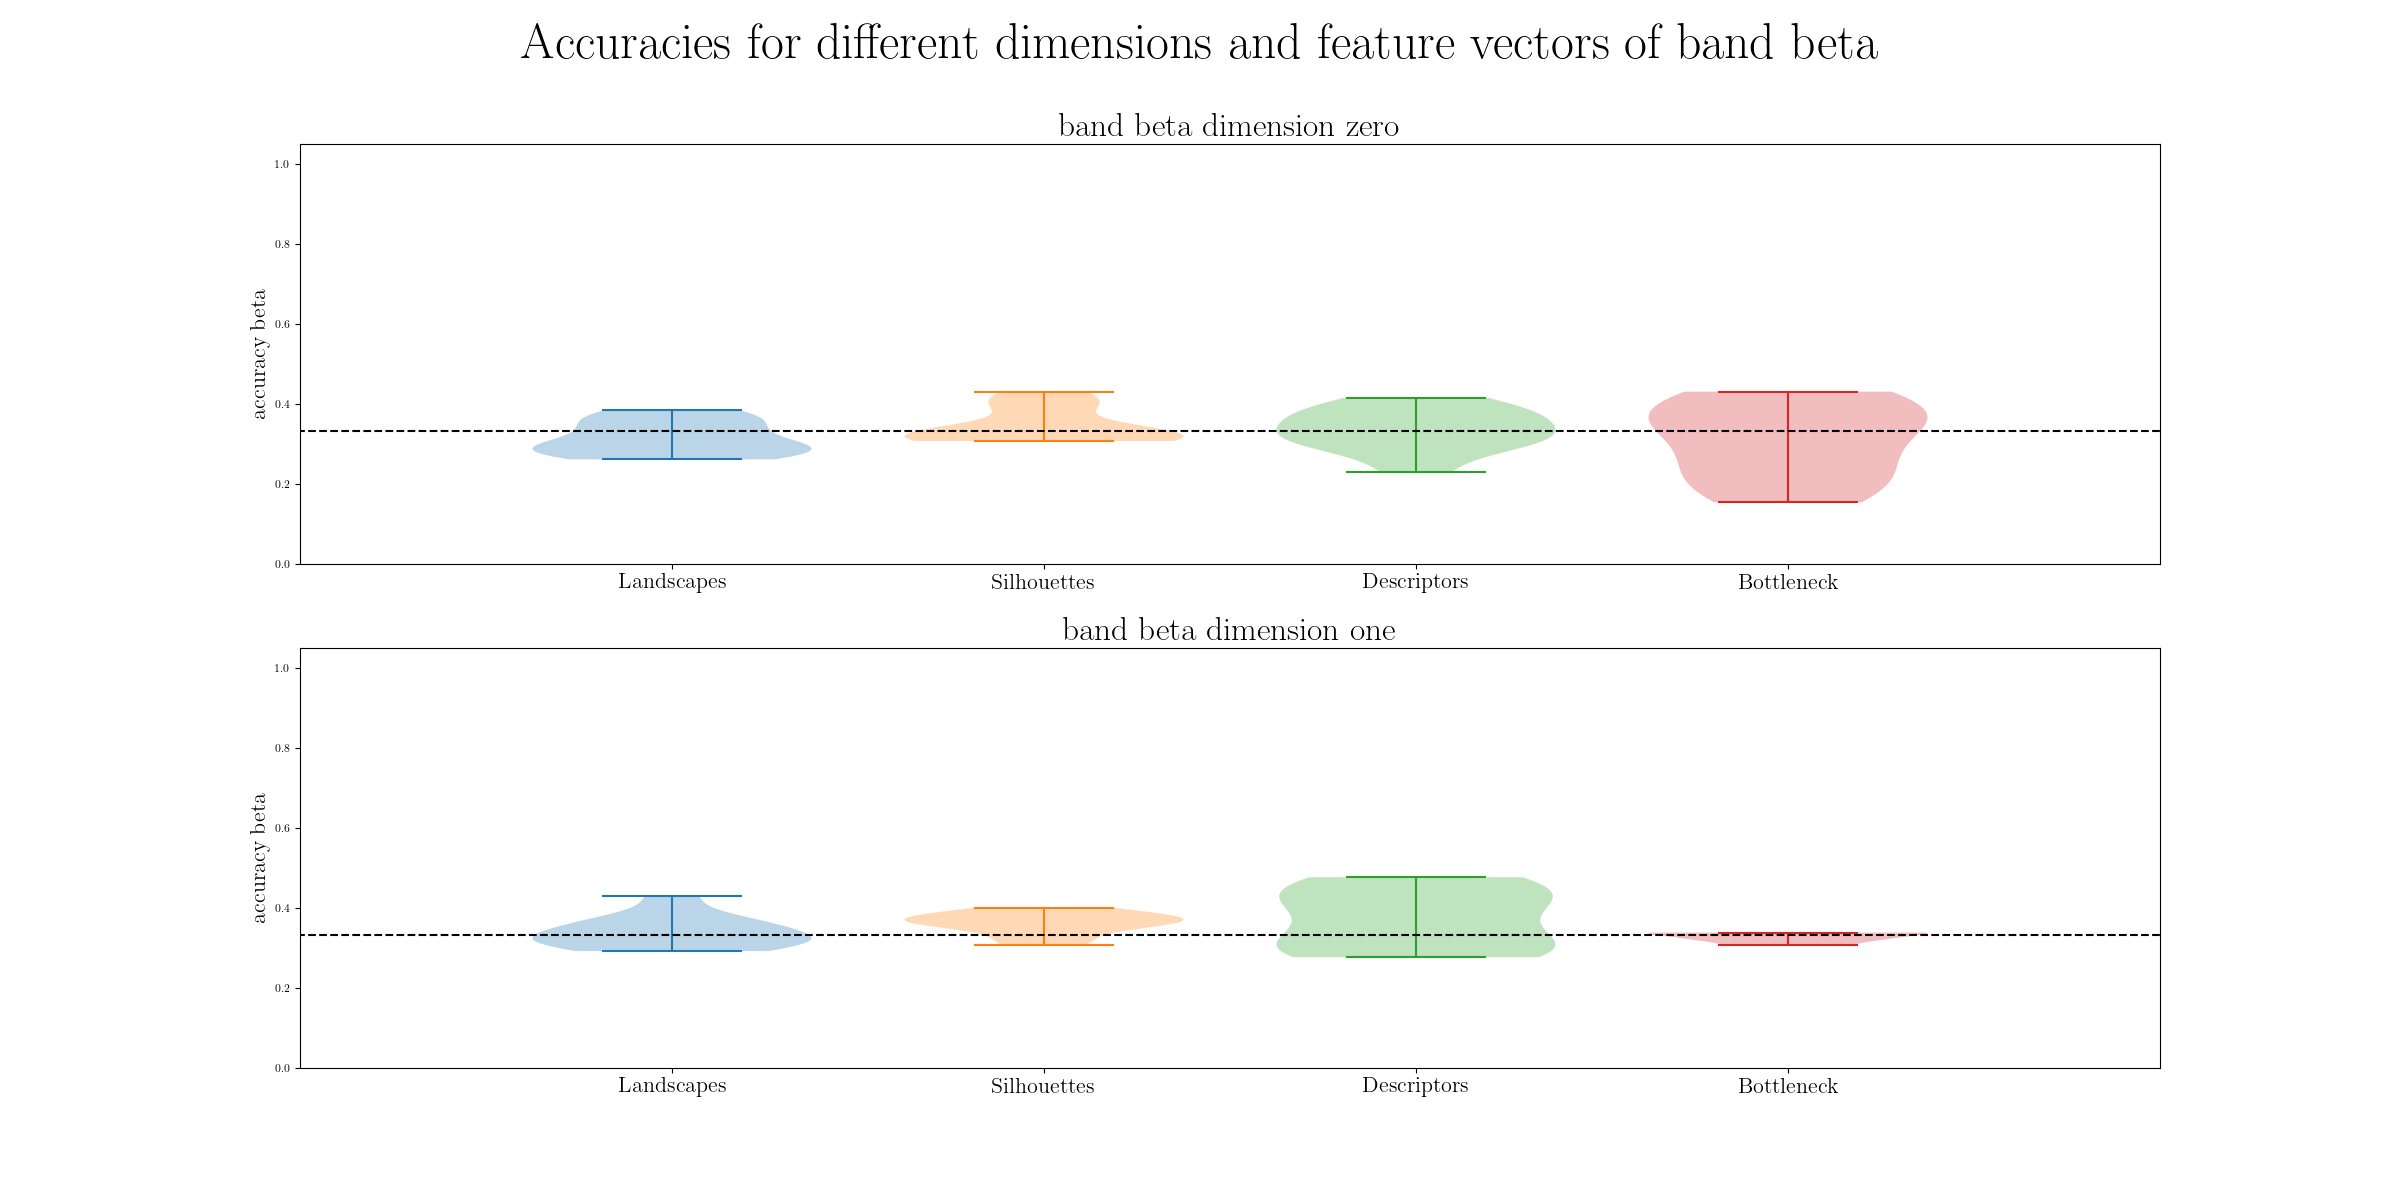 Accuracies for different dimensions and feature vectors of band beta
band beta dimension zero
1.0
0.8
0.6
0.4
0.2
0.0
accuracy beta
Landscapes Silhouettes Descriptors Bottleneck
band beta dimension one
1.0
0.8
0.6
0.4
0.2
0.0
accuracy beta
Landscapes Silhouettes Descriptors Bottleneck